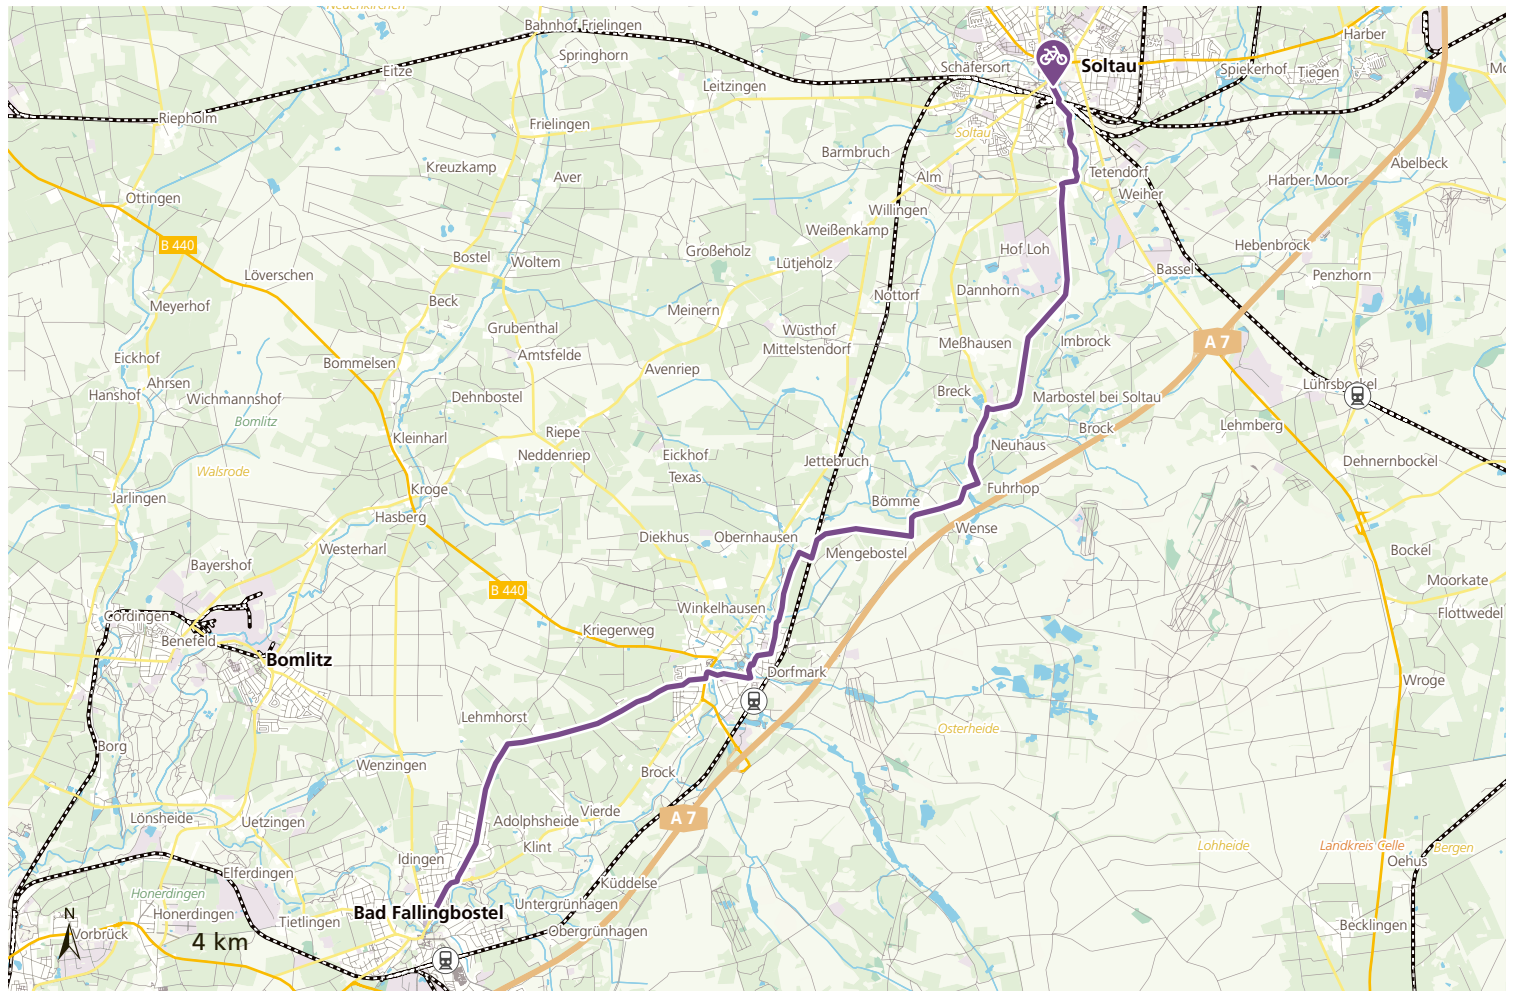 Neuenkirchen
Bahnhof Frielingen
Harber
Springhorn
Schäfersort
Soltau
Eitze
Spiekerhof
Tiegen
Leitzingen
Riepholm
Frielingen
Soltau
Barmbruch
Abelbeck
Kreuzkamp
Aver
Alm
Tetendorf
Harber-Moor
Ottingen
Weiher
Willingen
Weißenkamp
B 440
Großeholz
Hof Loh
Hebenbrock
Bostel
Woltem
Lütjeholz
Bassel
Löverschen
Penzhorn
Dannhorn
Nottorf
Meyerhof
Beck
Meinern
Grubenthal
Wüsthof
Mittelstendorf
Meßhausen
Imbrock
A 7
Eickhof
Amtsfelde
Bommelsen
Avenriep
Ahrsen
Lührsbockel
Hanshof
Wichmannshof
Dehnbostel
Breck
Marbostel bei Soltau
Bomlitz
Brock
Lehmberg
Kleinharl
Riepe
Neuhaus
Neddenriep
Eickhof
Jettebruch
Dehnernbockel
Walsrode
Texas
Kroge
Fuhrhop
Jarlingen
Bömme
Hasberg
Wense
Diekhus
Obernhausen
Westerharl
Mengebostel
Bockel
Bayershof
Moorkate
B 440
Winkelhausen
Flottwedel
Cordingen
Kriegerweg
Benefeld
Bomlitz
Dorfmark
Wroge
Lehmhorst
Osterheide
Borg
Wenzingen
Brock
Lönsheide
Uetzingen
Adolphsheide
Vierde
A 7
Klint
Lohheide
Landkreis Celle
Bergen
Idingen
Oehus
Elferdingen
Küddelse
Honerdingen
Untergrünhagen
N
Honerdingen
Bad Fallingbostel
Tietlingen
Becklingen
Vorbrück
4 km
Obergrünhagen